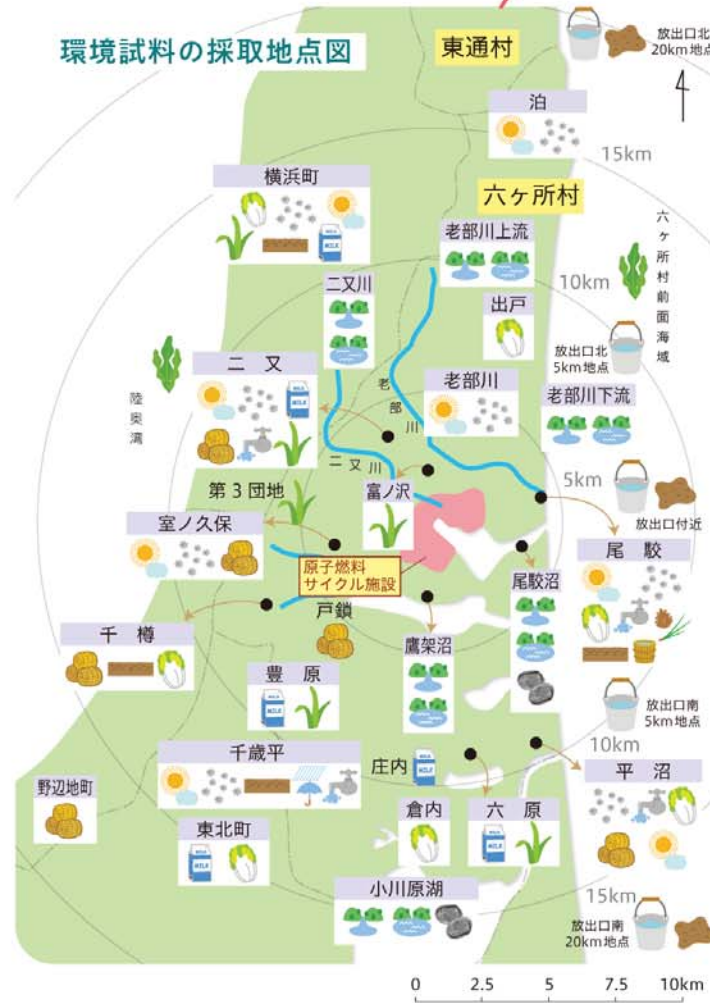 環境試料の採取地点図
東通村
放出口北
20km地点
泊
15km
横浜町
MILK
六ヶ所村
老部川上流
六ヶ所村前面海域
二又川
10km
出戸
放出口北
5km地点
二 又
MILK
陸奥湾
老部川
老部川
老部川下流
二又川
5km
第3団地
富ノ沢
放出口付近
室ノ久保
尾 駮
原子燃料
サイクル施設
尾駮沼
戸鎖
千 樽
鷹架沼
豊 原
MILK
放出口南
5km地点
10km
千歳平
庄内
MILK
平 沼
野辺地町
東北町
MILK
倉内
六 原
MILK
小川原湖
15km
放出口南
20km地点
0 2.5 5 7.5 10km